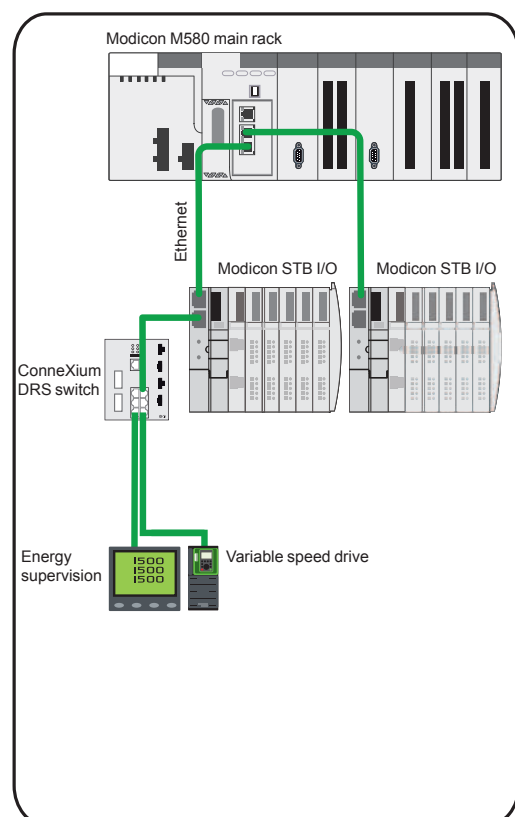 Modicon M580 main rack
Ethernet
Modicon STB I/O
Modicon STB I/O
ConneXium
DRS switch
Energy
supervision
1500
1500
1500
Variable speed drive